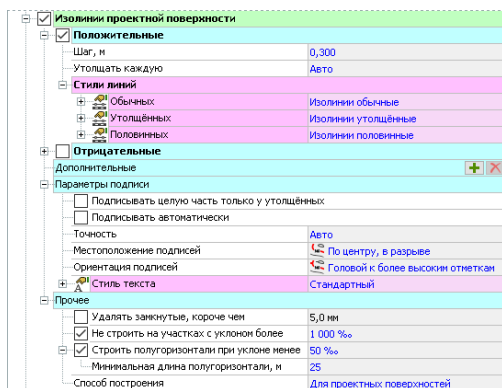 Изолинии проектной поверхности
Положительные
Шаг, м 0,300
Утолщать каждую Авто
Стили линий
Обычных Изолинии обычные
Утолщённых Изолинии утолщённые
Половинных Изолинии половинные
Отрицательные
Дополнительные
Параметры подписи
Подписывать целую часть только у утолщённых
Подписывать автоматически
Точность Авто
Местоположение подписей По центру, в разрыве
Ориентация подписей Головой к более высоким отметкам
Стиль текста Стандартный
Прочее
Удалять замкнутые, короче чем 5,0 мм
Не строить на участках с уклоном более 1 000 ‰
Строить полугоризонтали при уклоне менее 50 ‰
Минимальная длина полугоризонтали, м 25
Способ построения Для проектных поверхностей